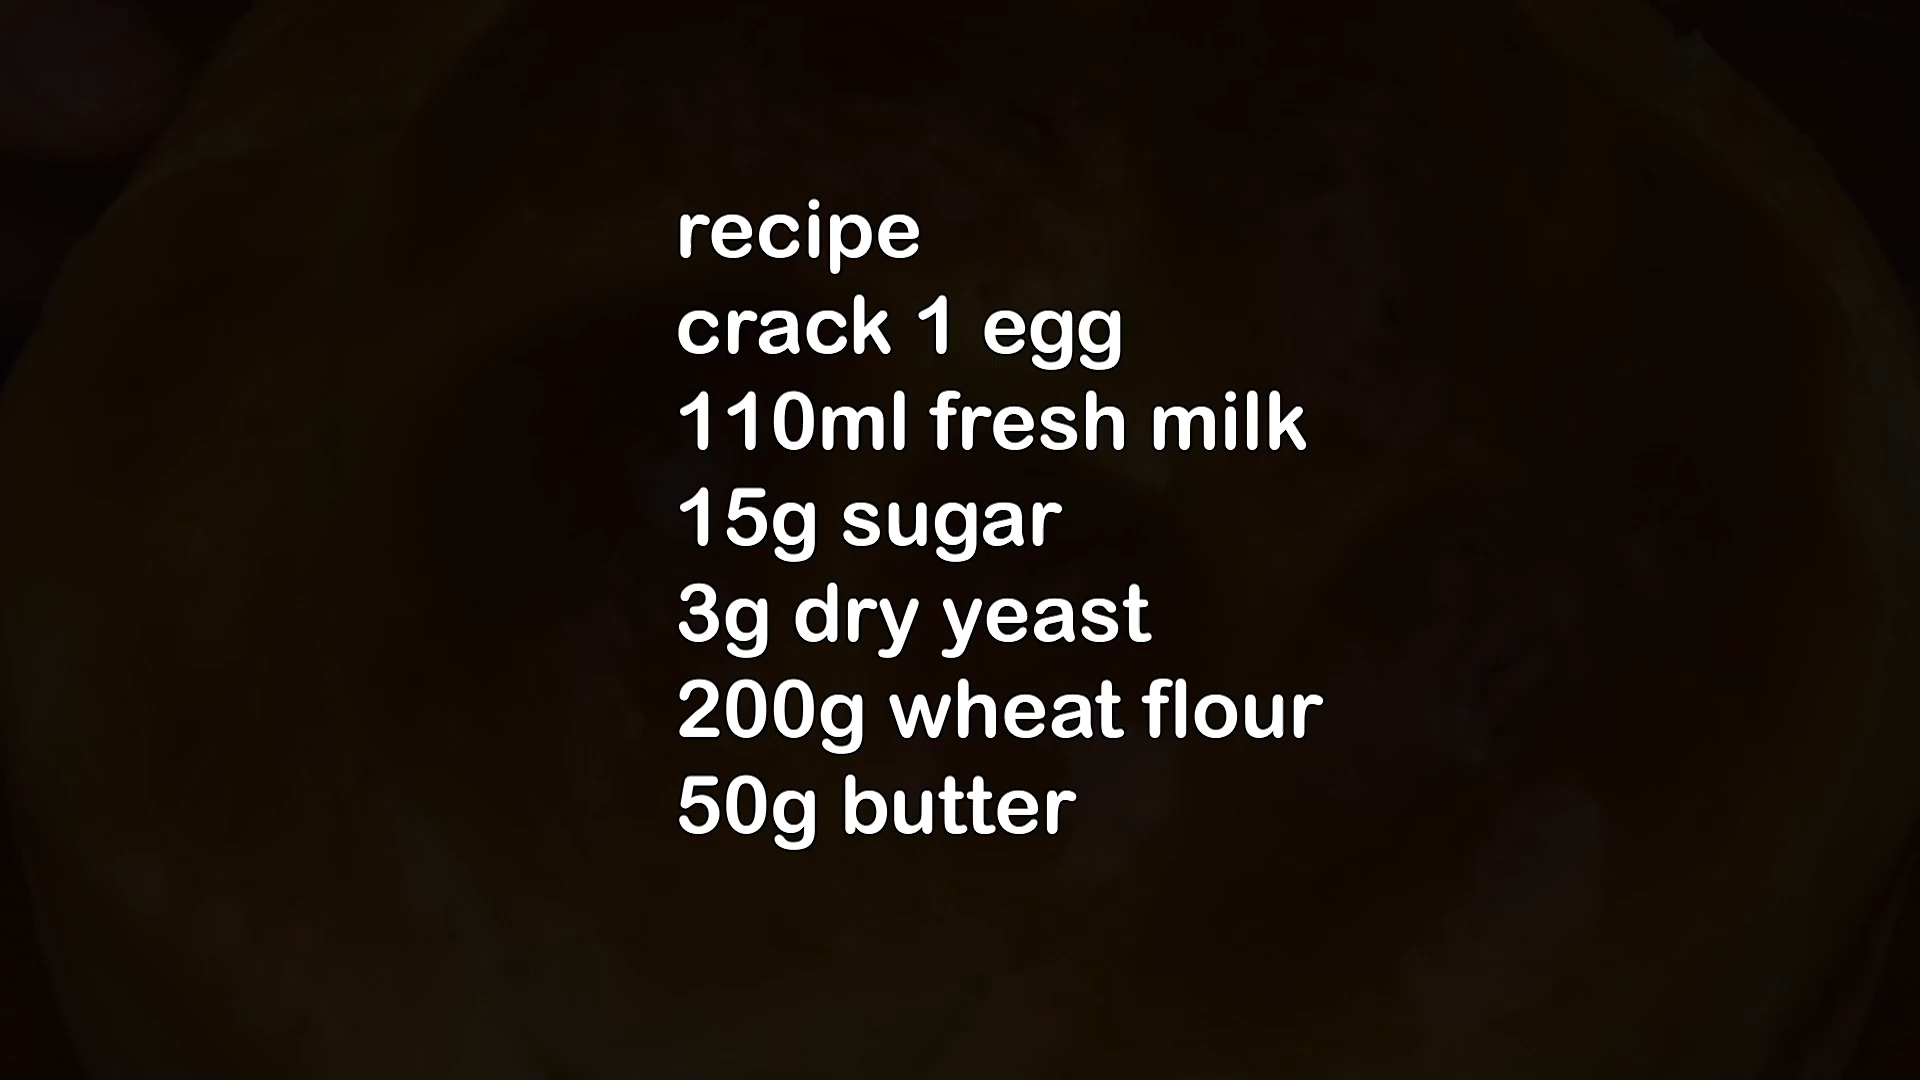 recipe
crack 1 egg
110ml fresh milk
15g sugar
3g dry yeast
200g wheat flour
50g butter